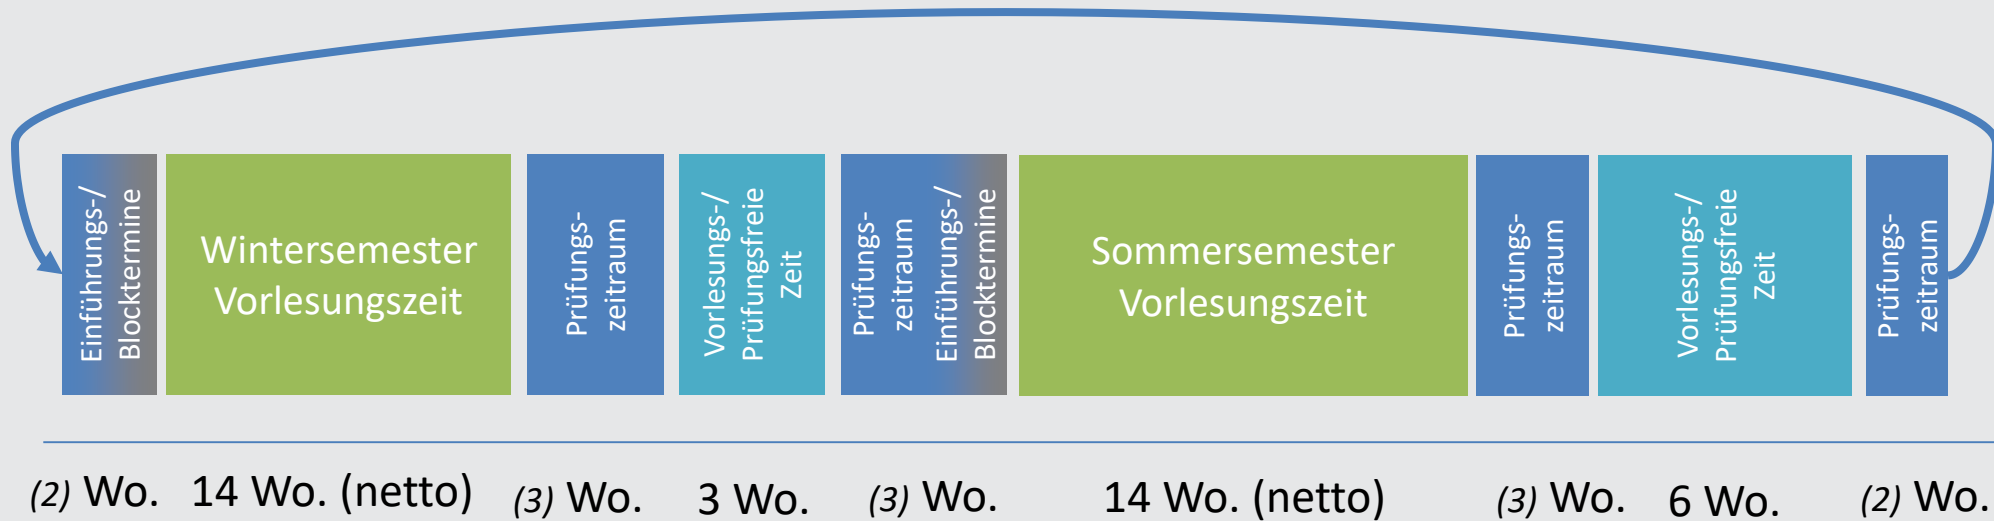 Einführungs-/
Blocktermine
Wintersemester
Vorlesungszeit
Prüfungs-
zeitraum
Vorlesungs-/
Prüfungsfreie
Zeit
Prüfungs-
zeitraum
Einführungs-/
Blocktermine
Sommersemester
Vorlesungszeit
Prüfungs-
zeitraum
Vorlesungs-/
Prüfungsfreie
Zeit
Prüfungs-
zeitraum
(2) Wo. 14 Wo. (netto) (3) Wo. 3 Wo. (3) Wo. 14 Wo. (netto) (3) Wo. 6 Wo. (2) Wo.